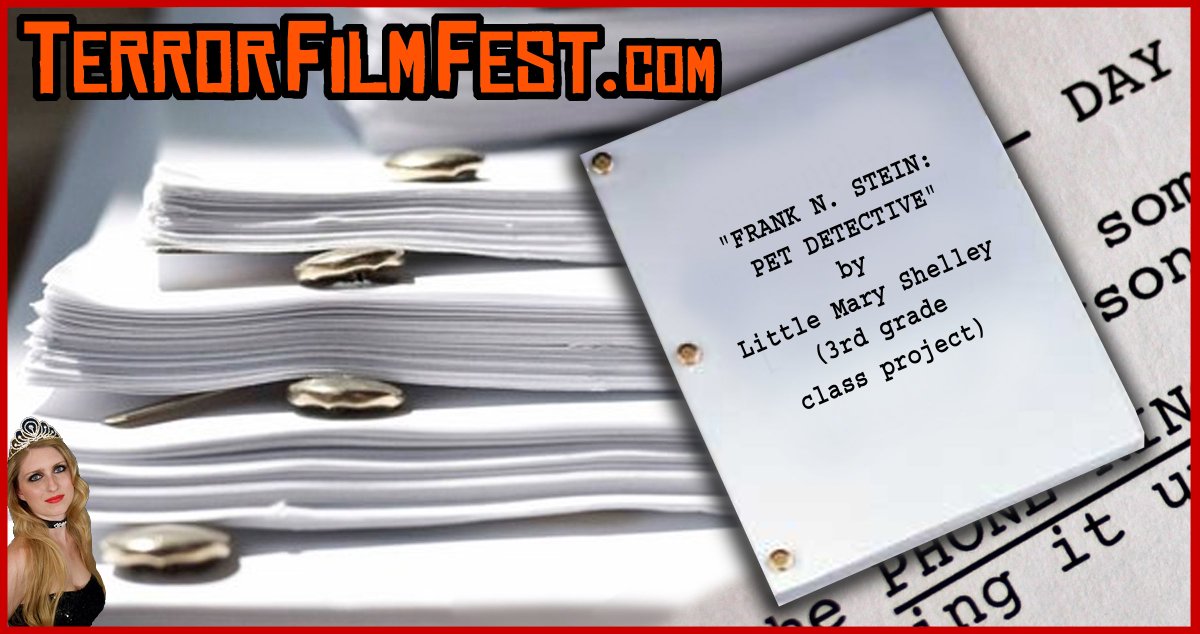 TERRORFILMFEST.COM
"FRANK N. STEIN:
PET DETECTIVE"
by
Little Mary Shelley
(3rd grade
class project)
DAY
som
son
PHONE
ing it u